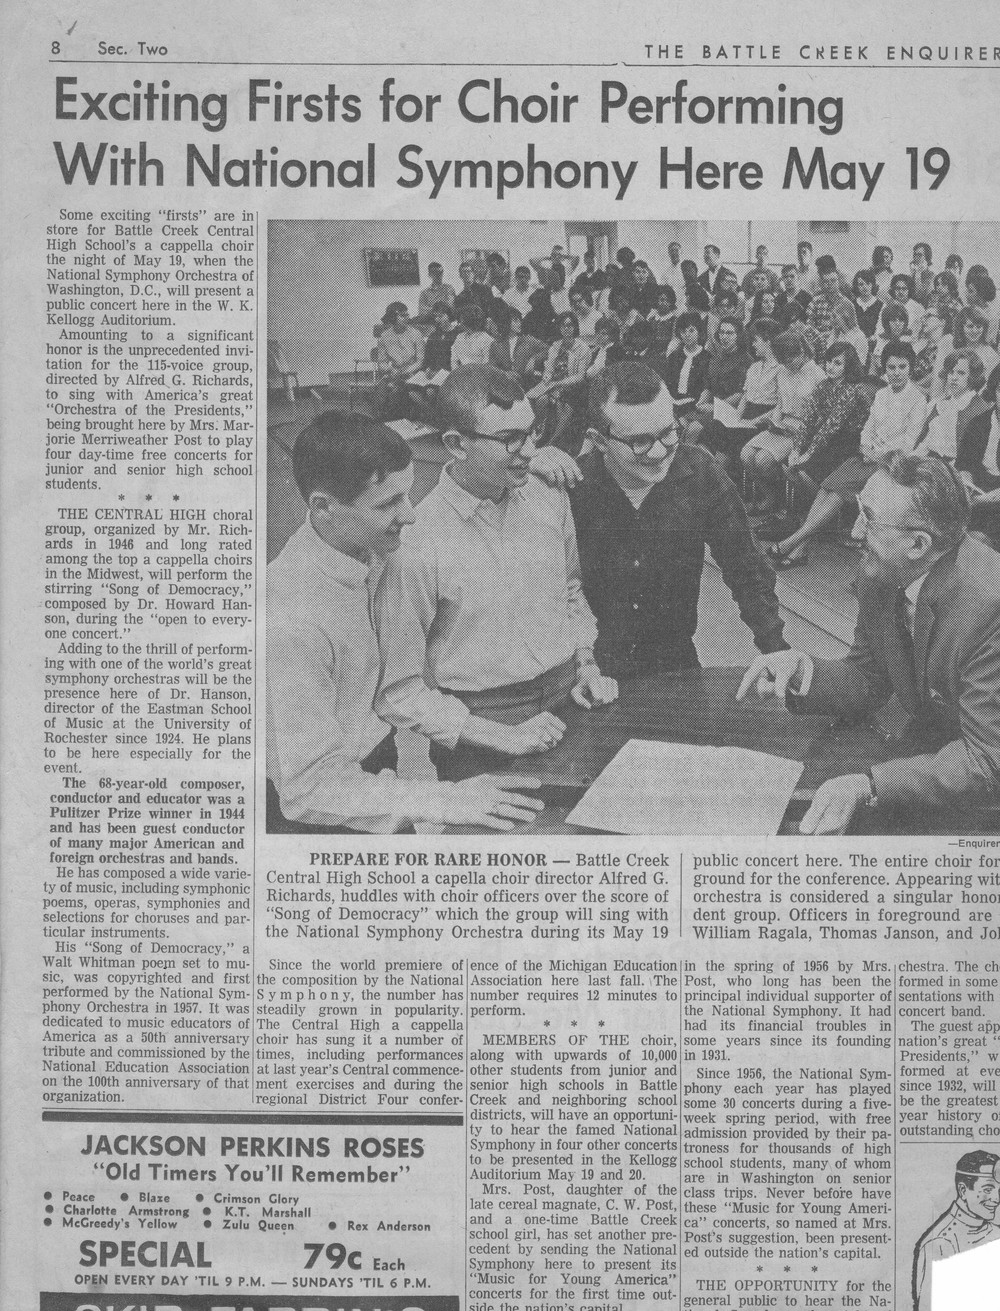 8 Sec. Two
THE BATTLE CREEK ENQUIRER
Exciting Firsts for Choir Performing
With National Symphony Here May 19
Some exciting “firsts” are in
store for Battle Creek Central
High School's a cappella choir
the night of May 19, when the
National Symphony Orchestra of
Washington, D.C., will present a
public concert here in the W. K.
Kellogg Auditorium.
Amounting to a significant
honor is the unprecedented invi-
tation for the 115-voice group,
directed by Alfred G. Richards,
to sing with America's great
“Orchestra of the Presidents,”
being brought here by Mrs. Mar-
jorie Merriweather Post to play
four day-time free concerts for
junior and senior high school
students.
* * *
THE CENTRAL HIGH choral
group, organized by Mr. Rich-
ards in 1946 and long rated
among the top a cappella choirs
in the Midwest, will perform the
stirring “Song of Democracy,”
composed by Dr. Howard Han-
son, during the “open to every-
one concert.”
Adding to the thrill of perform-
ing with one of the world's great
symphony orchestras will be the
presence here of Dr. Hanson,
director of the Eastman School
of Music at the University of
Rochester since 1924. He plans
to be here especially for the
event.
The 68-year-old composer,
conductor and educator was a
Pulitzer Prize winner in 1944
and has been guest conductor
of many major American and
foreign orchestras and bands.
He has composed a wide varie-
ty of music, including symphonic
poems, operas, symphonies and
selections for choruses and par-
ticular instruments.
His “Song of Democracy,” a
Walt Whitman poem set to mu-
sic, was copyrighted and first
performed by the National Sym-
phony Orchestra in 1957. It was
dedicated to music educators of
America as a 50th anniversary
tribute and commissioned by the
National Education Association
on the 100th anniversary of that
organization.
—Enquirer
PREPARE FOR RARE HONOR — Battle Creek
Central High School a capella choir director Alfred G.
Richards, huddles with choir officers over the score of
“Song of Democracy” which the group will sing with
the National Symphony Orchestra during its May 19
public concert here. The entire choir for
ground for the conference. Appearing wit
orchestra is considered a singular hono
dent group. Officers in foreground are
William Ragala, Thomas Janson, and Jo
Since the world premiere of
the composition by the National
Symphony, the number has
steadily grown in popularity.
The Central High a cappella
choir has sung it a number of
times, including performances
at last year's Central commence-
ment exercises and during the
regional District Four confer-
ence of the Michigan Education
Association here last fall. The
number requires 12 minutes to
perform.
* * *
MEMBERS OF THE choir,
along with upwards of 10,000
other students from junior and
senior high schools in Battle
Creek and neighboring school
districts, will have an opportuni-
ty to hear the famed National
Symphony in four other concerts
to be presented in the Kellogg
Auditorium May 19 and 20.
Mrs. Post, daughter of the
late cereal magnate, C. W. Post,
and a one-time Battle Creek
school girl, has set another pre-
cedent by sending the National
Symphony here to present its
“Music for Young America”
concerts for the first time out-
side the nation's capital.
in the spring of 1956 by Mrs.
Post, who long has been the
principal individual supporter of
the National Symphony. It had
had its financial troubles in
some years since its founding
in 1931.
Since 1956, the National Sym-
phony each year has played
some 30 concerts during a five-
week spring period, with free
admission provided by their pa-
troness for thousands of high
school students, many of whom
are in Washington on senior
class trips. Never before have
these “Music for Young Ameri-
ca” concerts, so named at Mrs.
Post's suggestion, been present-
ed outside the nation's capital.
* * *
THE OPPORTUNITY for the
general public to hear the Na-
chestra. The ch
formed in some
sentations with
concert band.
The guest app
nation's great “
Presidents,” w
formed at eve
since 1932, will
be the greatest
year history o
outstanding cho
JACKSON PERKINS ROSES
“Old Timers You'll Remember”
● Peace ● Blaze ● Crimson Glory
● Charlotte Armstrong ● K.T. Marshall
● McGreedy's Yellow ● Zulu Queen ● Rex Anderson
SPECIAL 79c Each
OPEN EVERY DAY 'TIL 9 P.M. — SUNDAYS 'TIL 6 P.M.